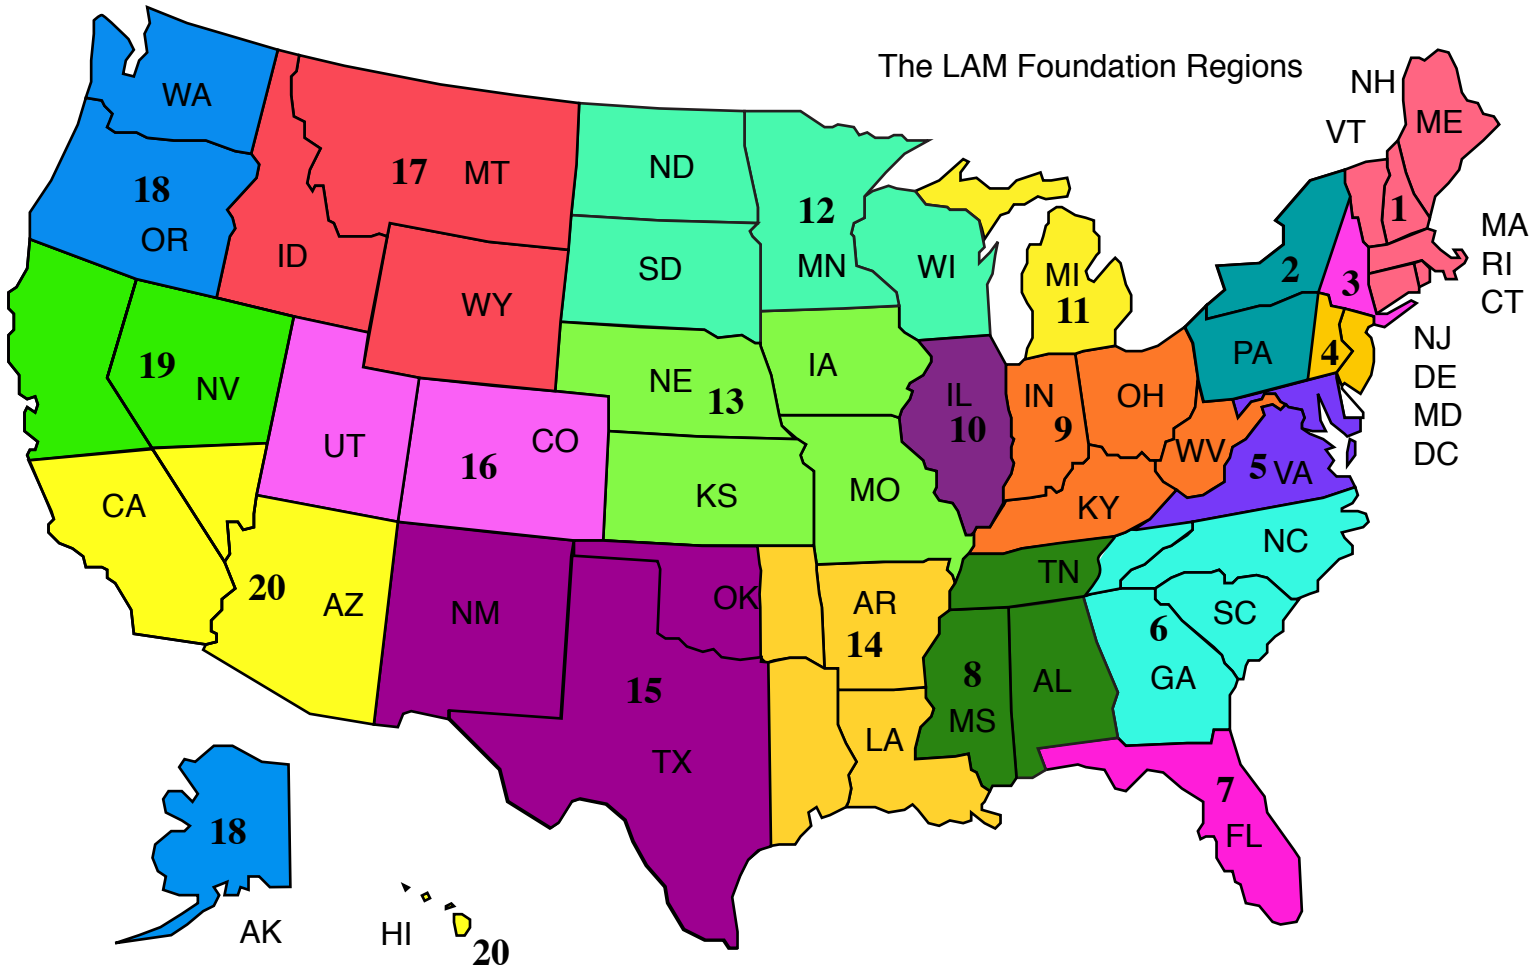 The LAM Foundation Regions
NH
VT
ME
WA
18
OR
17
MT
ID
WY
ND
SD
12
MN
WI
MI
11
1
2
3
MA
RI
CT
NJ
DE
MD
DC
4
PA
19
NV
UT
16
CO
NE
13
IA
KS
MO
IL
10
IN
9
OH
WV
KY
5
VA
CA
20
AZ
NM
OK
15
TX
AR
14
LA
TN
8
MS
AL
NC
SC
6
GA
7
FL
18
AK
HI
20